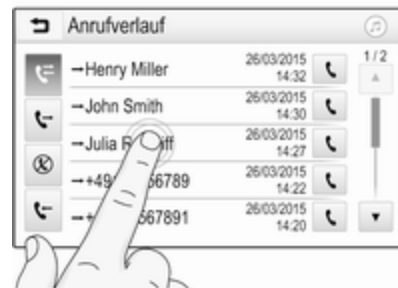 Anrufverlauf
1/2
→Henry Miller 26/03/2015 14:32
→John Smith 26/03/2015 14:30
→Julia 26/03/2015 14:27
26/03/2015 14:22
26/03/2015 14:20